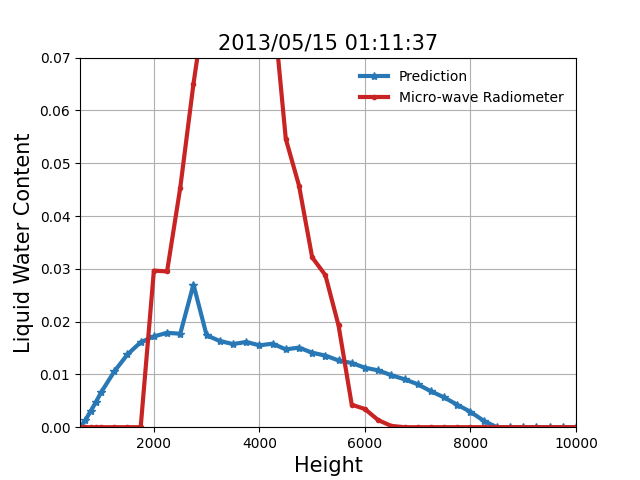 2013/05/15 01:11:37
Prediction
Micro-wave Radiometer
Liquid Water Content
0.07
0.06
0.05
0.04
0.03
0.02
0.01
0.00
2000 4000 6000 8000 10000
Height